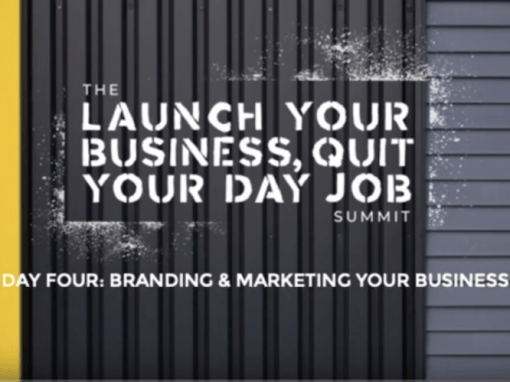 THE
LAUNCH YOUR
BUSINESS, QUIT
YOUR DAY JOB
SUMMIT
DAY FOUR: BRANDING & MARKETING YOUR BUSINESS